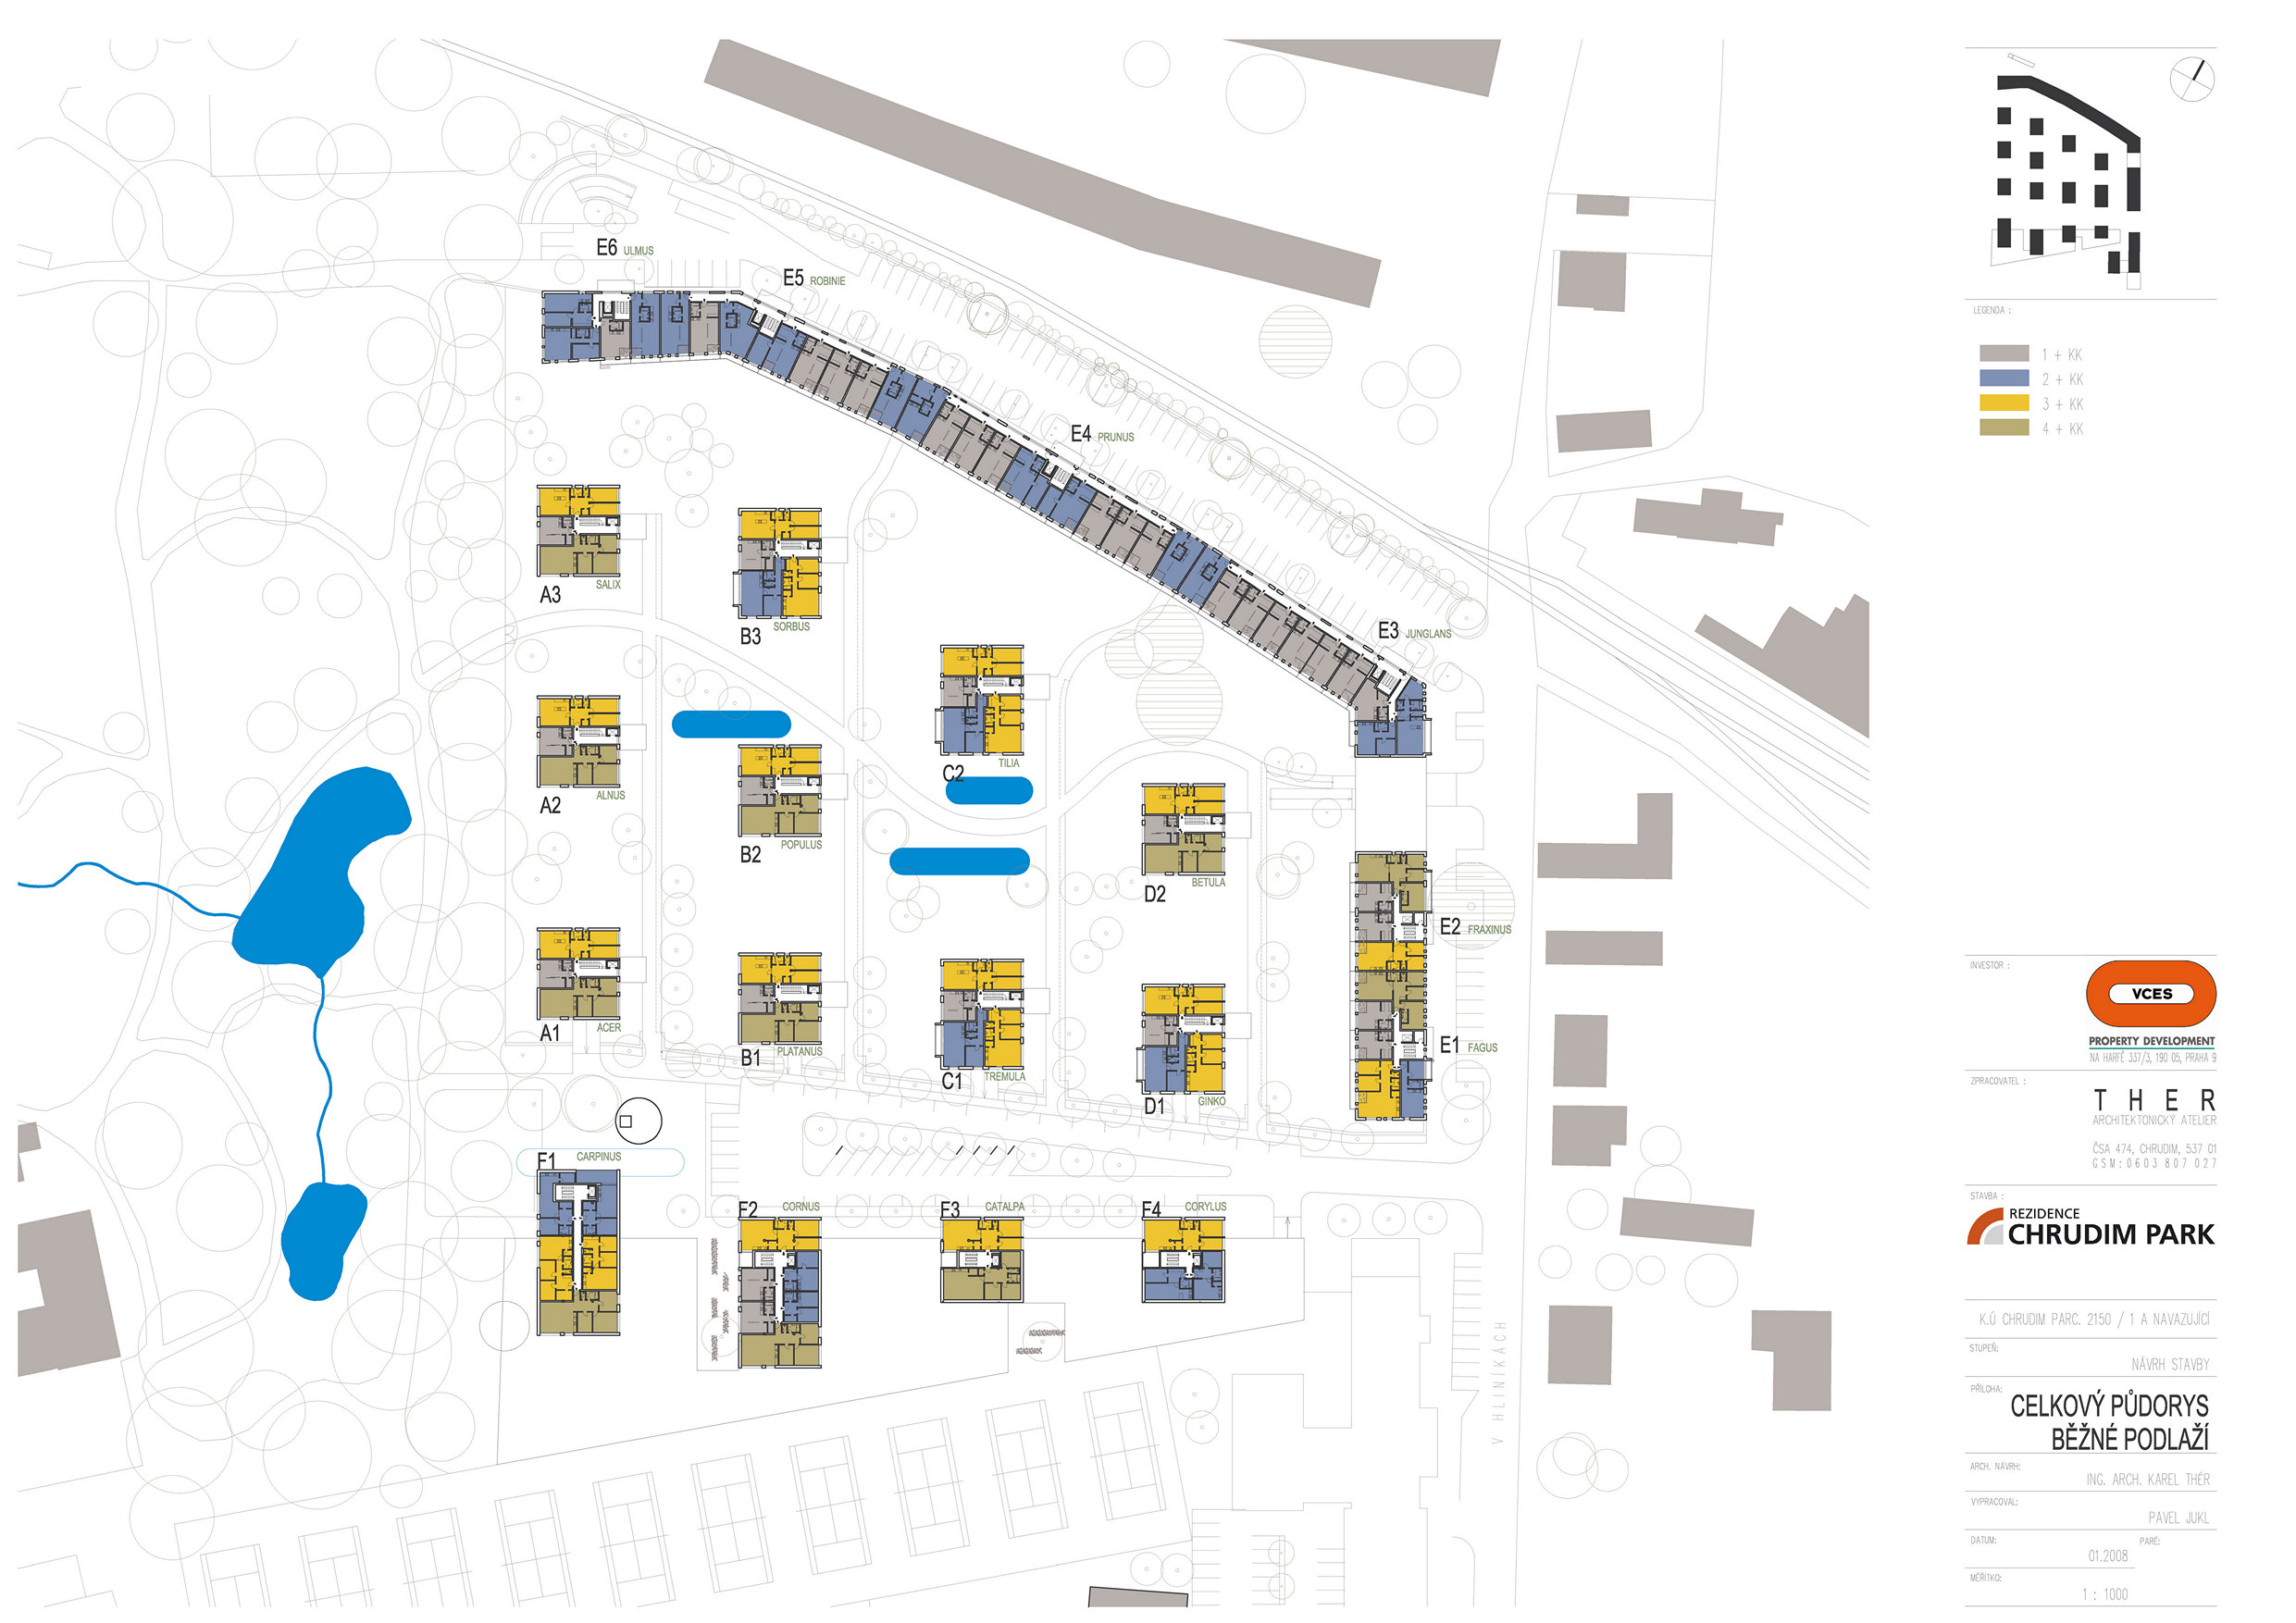 E6 ULMUS
E5 ROBINIE
E4 PRUNUS
E3 JUNGLANS
SALIX
A3
SORBUS
B3
TILIA
C2
ALNUS
A2
POPULUS
B2
BETULA
D2
E2 FRAXINUS
ACER
A1
PLATANUS
B1
TREMULA
C1
GINKO
D1
E1 FAGUS
F1 CARPINUS
F2 CORNUS
F3 CATALPA
F4 CORYLUS
V HLINÍKÁCH
LEGENDA :
1 + KK
2 + KK
3 + KK
4 + KK
INVESTOR :
VCES
PROPERTY DEVELOPMENT
NA HARFĚ 337/3, 190 05, PRAHA 9
ZPRACOVATEL :
THER
ARCHITEKTONICKÝ ATELIER
ČSA 474, CHRUDIM, 537 01
GSM:0603 807 027
STAVBA :
REZIDENCE
CHRUDIM PARK
K.Ú CHRUDIM PARC. 2150 / 1 A NAVAZUJÍCÍ
STUPEŇ:
NÁVRH STAVBY
PŘÍLOHA:
CELKOVÝ PŮDORYS
BĚŽNÉ PODLAŽÍ
ARCH. NÁVRH:
ING. ARCH. KAREL THÉR
VYPRACOVAL:
PAVEL JUKL
DATUM:
01.2008
PARÉ:
MĚŘÍTKO:
1 : 1000